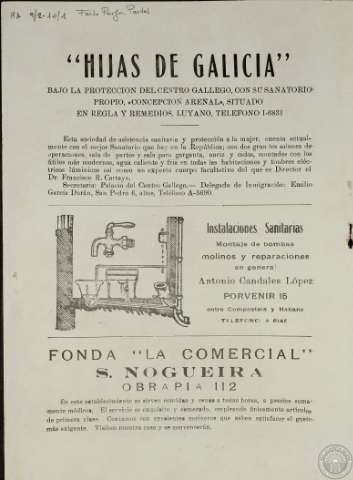 "HIJAS DE GALICIA"
BAJO LA PROTECCION DEL CENTRO GALLEGO, CON SU SANATORIO
PROPIO, «CONCEPCION ARENAL», SITUADO
EN REGLA Y REMEDIOS, LUYANO, TELEFONO I-6831
Esta sociedad de asistencia sanitaria y protección a la mujer, cuenta actual-
mente con el mejor Sanatorio que hay en la República; con dos grandes salones de
operaciones, sala de partos y sala para garganta, nariz y oidos, montadas con los
útiles más modernos, agua caliente y fría en todas las habitaciones y timbres eléc-
tricos lumínicos así como un experto cuerpo facultativo del que es Director el
Dr. Francisco R. Cartaya.
Secretaría: Palacio del Centro Gallego.— Delegado de Inmigración: Emilio
García Durán, San Pedro 6, altos, Teléfono
Instalaciones Sanitarias
Montaje de bombas
molinos y reparaciones
en general
Antonio Candales López
PORVENIR 15
entre Compostela y Habana
TELEFONO:
FONDA "LA COMERCIAL"
S. NOGUEIRA
OBRAPIA 112
En este establecimiento se sirven comidas y cenas a todas horas, a precios suma-
mente módicos. El servicio es exquisito y esmerado, empleando únicamente artículos
de primera clase. Contamos con excelentes cocineros que saben satisfacer el gusto
más exigente. Visiten nuestra casa y se convencerán.